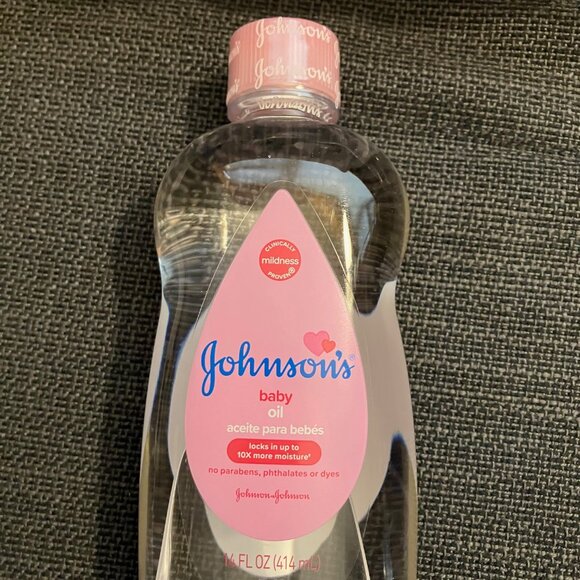 Johnson's
Johnson's
Johnson's
CLINICALLY
mildness
PROVEN®
Johnson's®
baby
oil
aceite para bebés
locks in up to
10X more moisture°
no parabens, phthalates or dyes
Johnson&Johnson
14 FL OZ (414 mL)